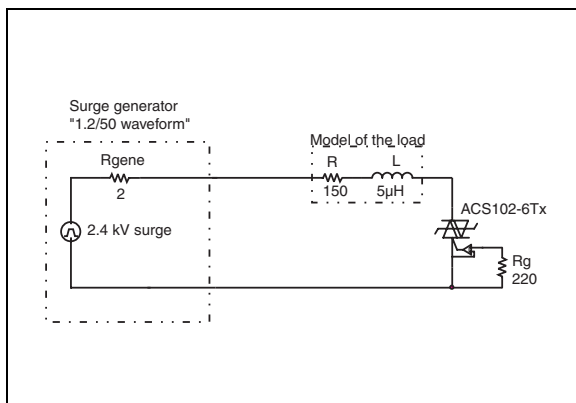 Surge generator
"1.2/50 waveform"
Rgene
2
2.4 kV surge
Model of the load
R
L
150
5µH
ACS102-6Tx
Rg
220